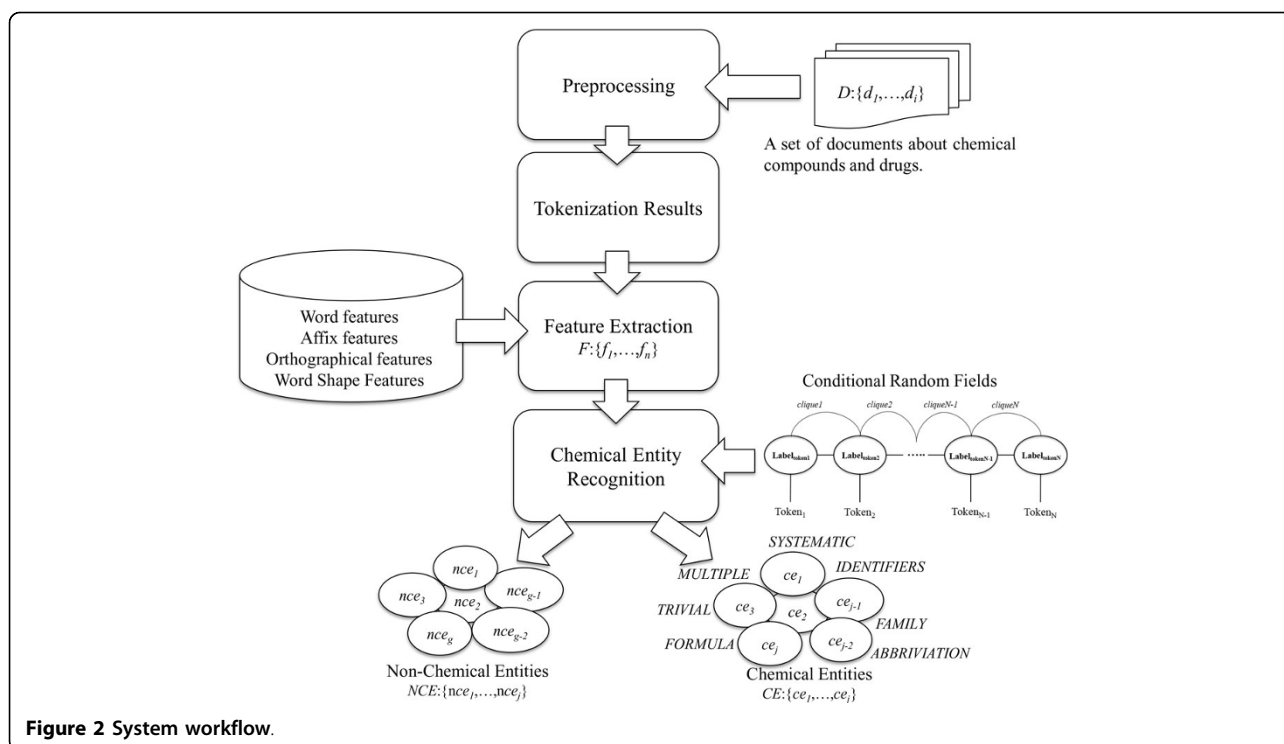 Preprocessing
D:{d1,…,di}
A set of documents about chemical
compounds and drugs.
Tokenization Results
Word features
Affix features
Orthographical features
Word Shape Features
Feature Extraction
F:{f1,…,fn}
Conditional Random Fields
clique1 clique2 cliqueN-1 cliqueN
Labeltoken1 Labeltoken2 ..... LabeltokenN-1 LabeltokenN
Token1 Token2 TokenN-1 TokenN
Chemical Entity
Recognition
nce1
nce3 nce2 nceg-1
nceg nceg-2
Non-Chemical Entities
NCE:{nce1,…,ncej}
SYSTEMATIC
MULTIPLE ce1 IDENTIFIERS
TRIVIAL ce3 ce2 cej-1
FAMILY
FORMULA cej cej-2 ABBRIVIATION
Chemical Entities
CE:{ce1,…,cei}
Figure 2 System workflow.